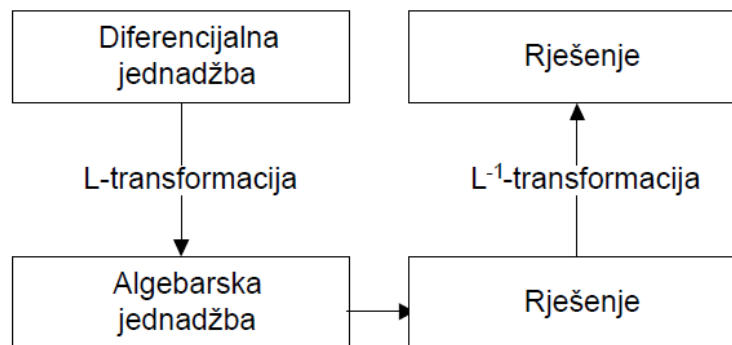 Diferencijalna
jednadžba
Rješenje
L-transformacija
L⁻¹-transformacija
Algebarska
jednadžba
Rješenje